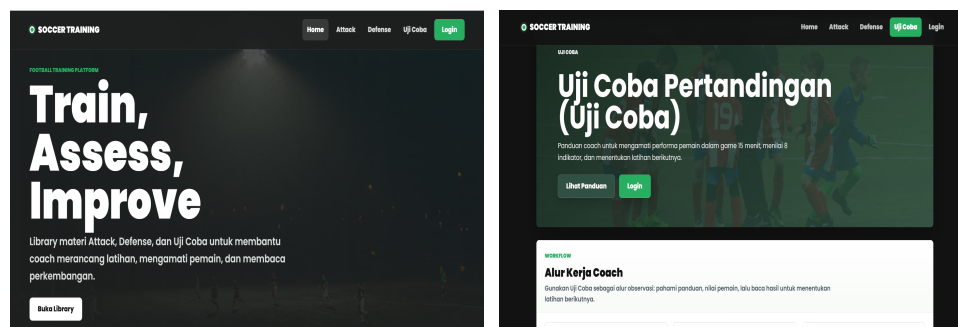 SOCCER TRAINING
Home Attack Defense Uji Coba Login
FOOTBALL TRAINING PLATFORM
Train,
Assess,
Improve
Library materi Attack, Defense, dan Uji Coba untuk membantu
coach merancang latihan, mengamati pemain, dan membaca
perkembangan.
Buka Library
SOCCER TRAINING
Home Attack Defense Uji Coba Login
UJI COBA
Uji Coba Pertandingan
(Uji Coba)
Panduan coach untuk mengamati performa pemain dalam game 15 menit, menilai 8
indikator, dan menentukan latihan berikutnya.
Lihat Panduan Login
WORKFLOW
Alur Kerja Coach
Gunakan Uji Coba sebagai alur observasi: pahami panduan, nilai pemain, lalu baca hasil untuk menentukan
latihan berikutnya.